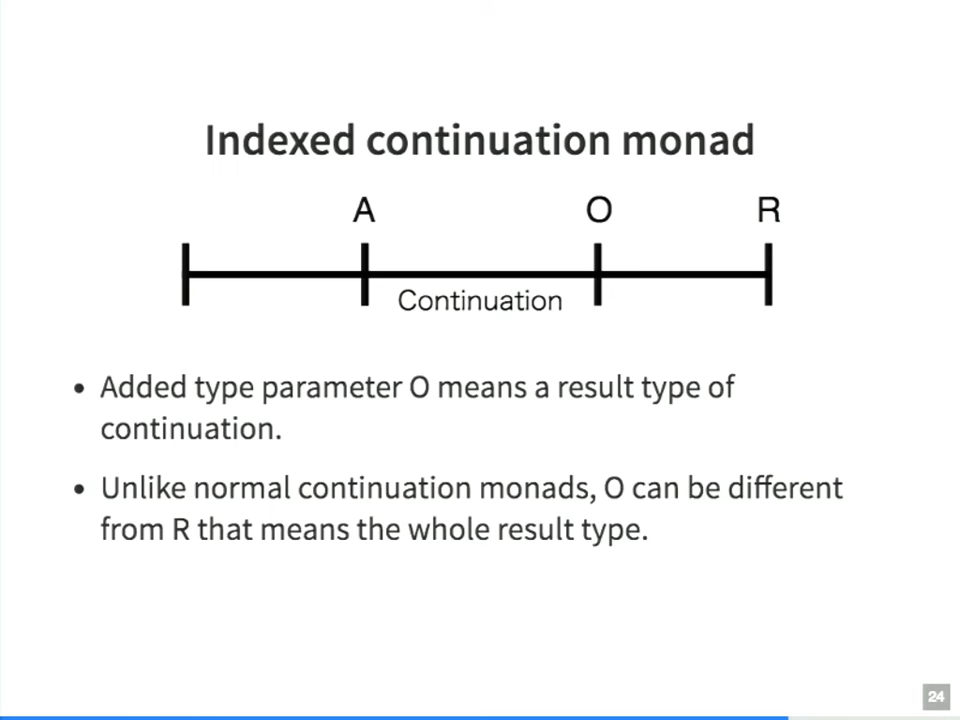 Indexed continuation monad
A O R
Continuation
• Added type parameter O means a result type of
continuation.
• Unlike normal continuation monads, O can be different
from R that means the whole result type.
24